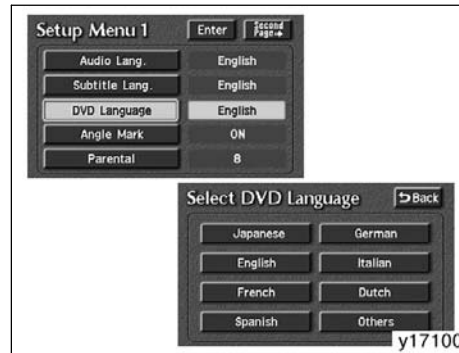 Setup Menu 1 Enter Second Page→
Audio Lang. English
Subtitle Lang. English
DVD Language English
Angle Mark ON
Parental 8
Select DVD Language Back
Japanese German
English Italian
French Dutch
Spanish Others
y17100